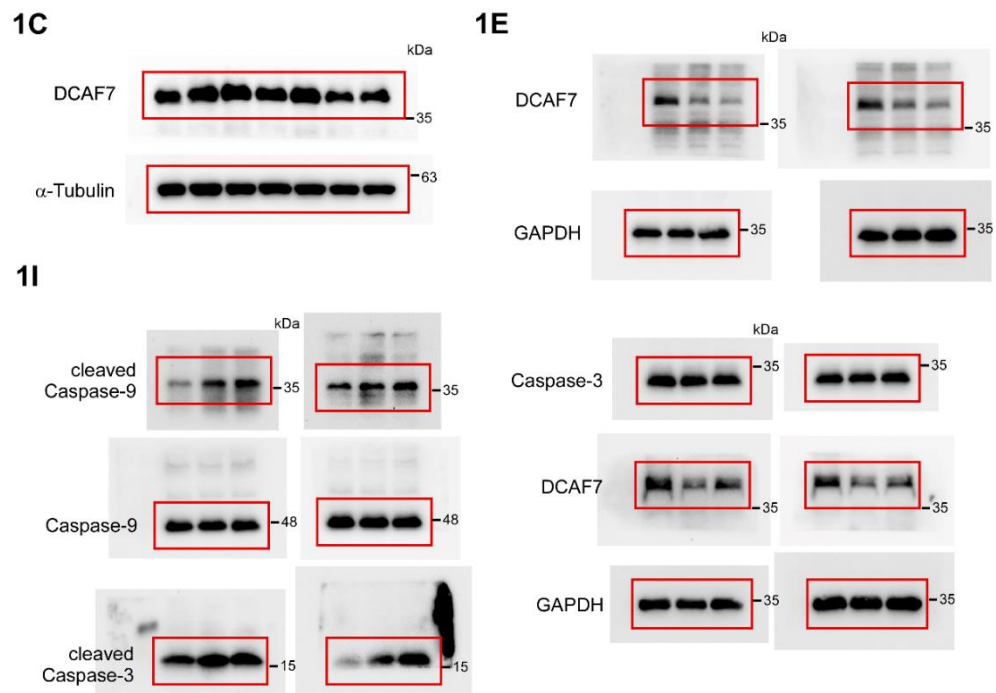 1C
kDa
DCAF7
35
α-Tubulin
63
1E
kDa
DCAF7
35
35
GAPDH
35
35
1I
kDa
cleaved
Caspase-9
35
35
Caspase-9
48
48
cleaved
Caspase-3
15
15
kDa
Caspase-3
35
35
DCAF7
35
35
GAPDH
35
35